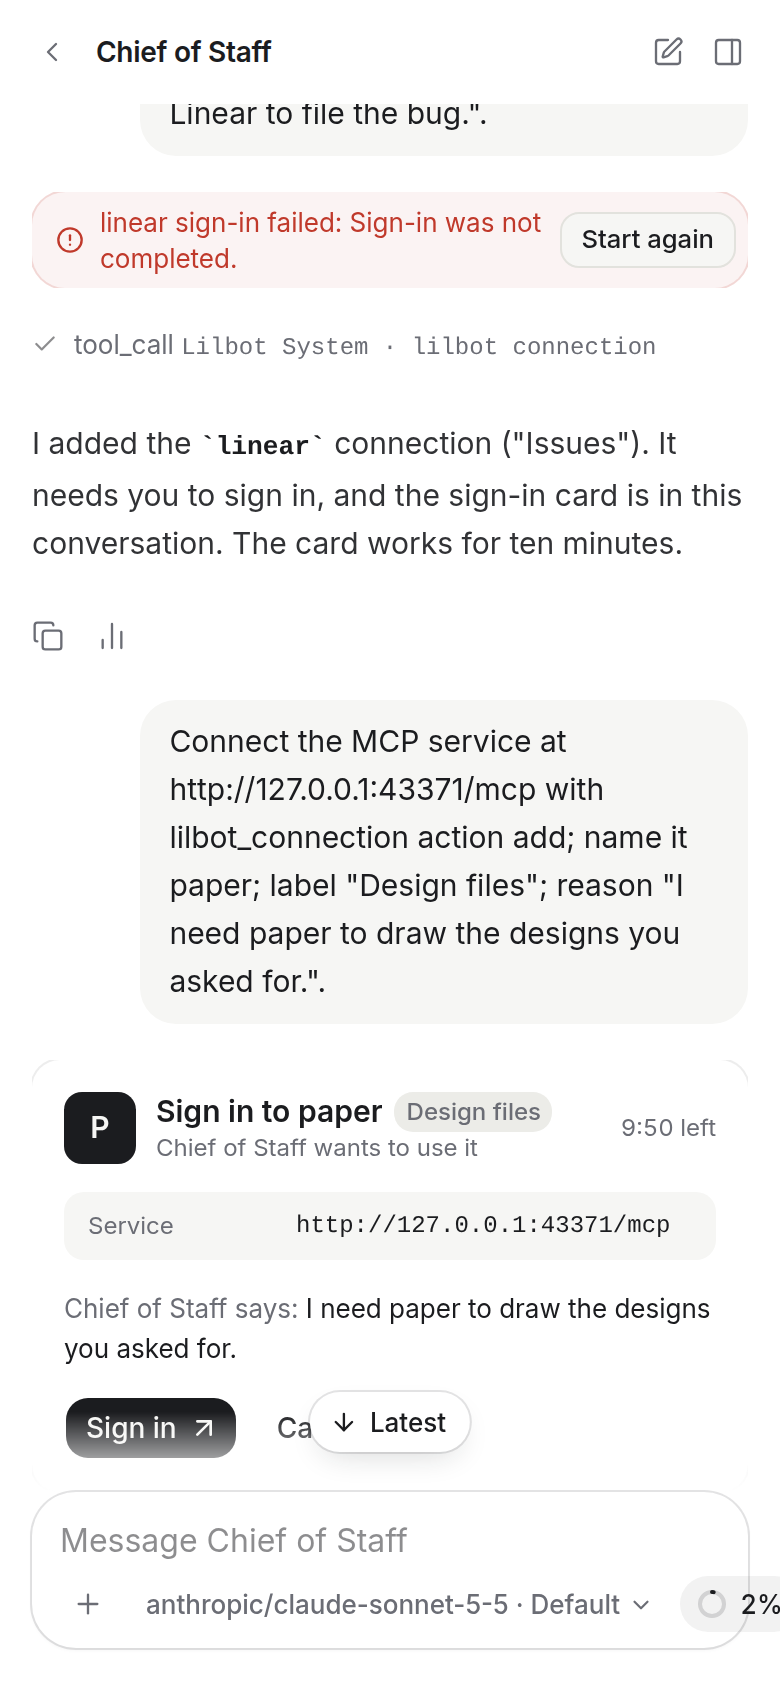 Chief of Staff
Linear to file the bug.".
linear sign-in failed: Sign-in was not
completed.
Start again
tool_call Lilbot System · lilbot connection
I added the `linear` connection ("Issues"). It
needs you to sign in, and the sign-in card is in this
conversation. The card works for ten minutes.
Connect the MCP service at
http://127.0.0.1:43371/mcp with
lilbot_connection action add; name it
paper; label "Design files"; reason "I
need paper to draw the designs you
asked for.".
P
Sign in to paper Design files
Chief of Staff wants to use it
9:50 left
Service http://127.0.0.1:43371/mcp
Chief of Staff says: I need paper to draw the designs
you asked for.
Sign in
Latest
Message Chief of Staff
anthropic/claude-sonnet-5-5 · Default
2%